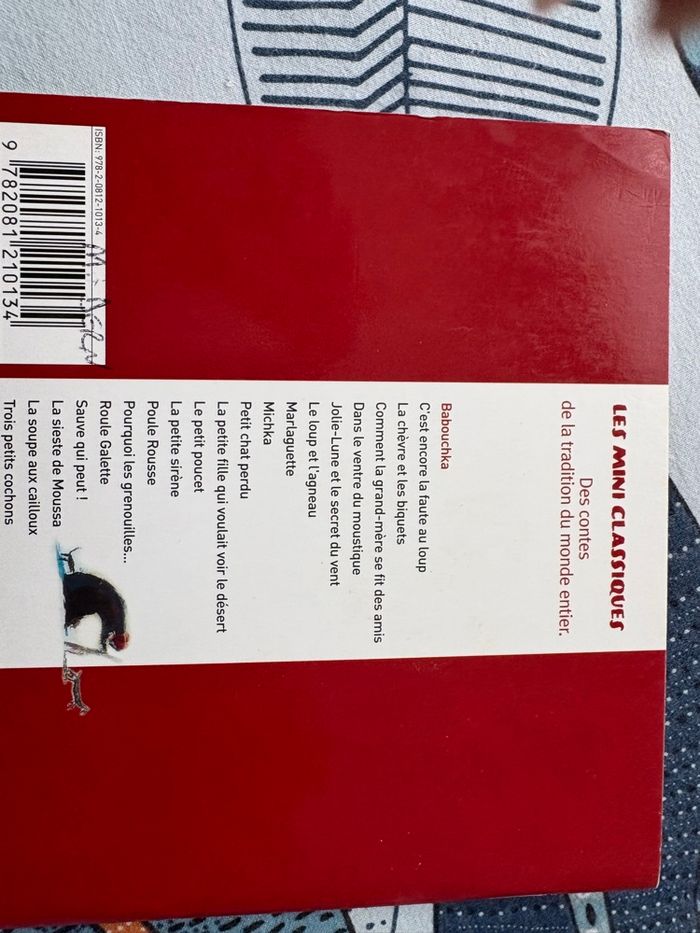 LES MINI CLASSIQUES
Des contes
de la tradition du monde entier.
Babouchka
C'est encore la faute au loup
La chèvre et les biquets
Comment la grand-mère se fit des amis
Dans le ventre du moustique
Jolie-Lune et le secret du vent
Le loup et l'agneau
Marlaguette
Michka
Petit chat perdu
La petite fille qui voulait voir le désert
Le petit poucet
La petite sirène
Poule Rousse
Pourquoi les grenouilles...
Roule Galette
Sauve qui peut !
La sieste de Moussa
La soupe aux cailloux
Trois petits cochons
ISBN: 978-2-0812-1013-4
9 782081 210134